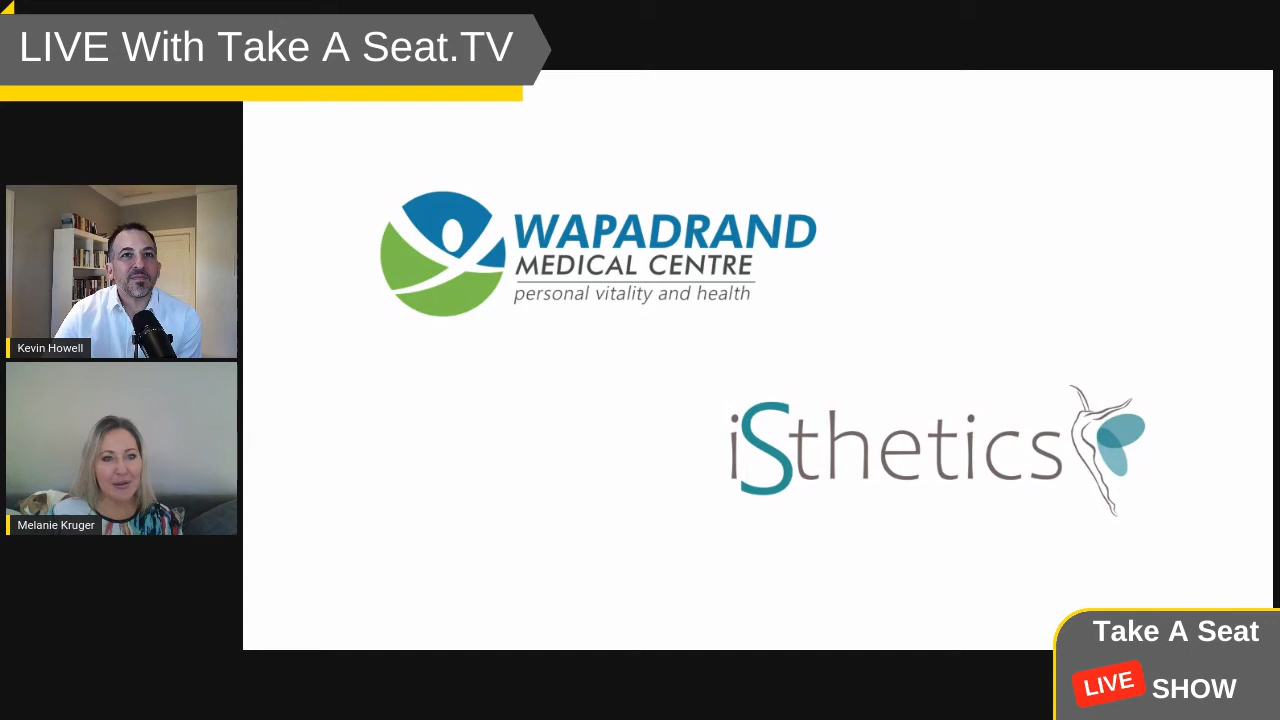 LIVE With Take A Seat.TV
WAPADRAND
MEDICAL CENTRE
personal vitality and health
Kevin Howell
iSthetics
Melanie Kruger
Take A Seat
LIVE SHOW